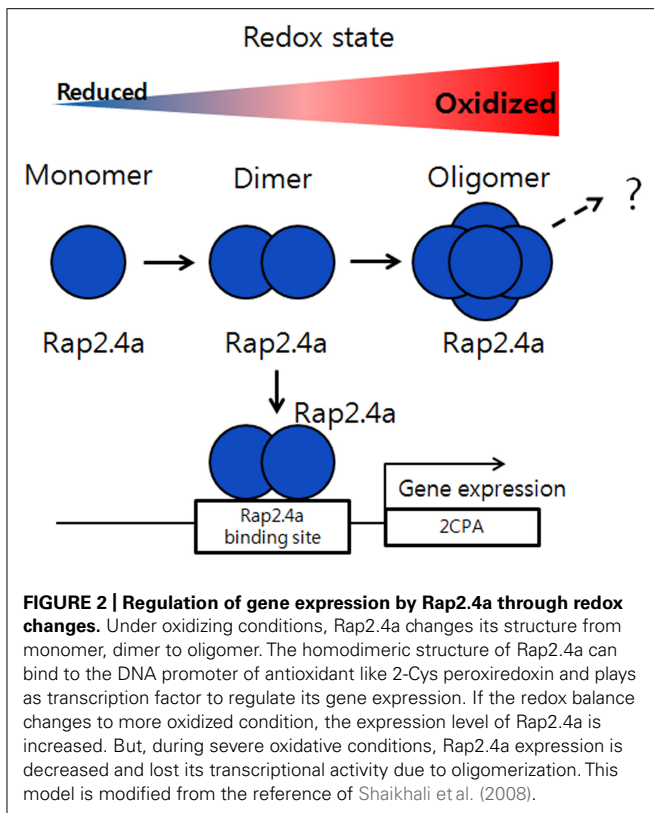 Redox state
Reduced
Oxidized
Monomer Dimer Oligomer
?
Rap2.4a Rap2.4a Rap2.4a
Rap2.4a
Gene expression
Rap2.4a
binding site
2CPA
FIGURE 2 | Regulation of gene expression by Rap2.4a through redox
changes. Under oxidizing conditions, Rap2.4a changes its structure from
monomer, dimer to oligomer. The homodimeric structure of Rap2.4a can
bind to the DNA promoter of antioxidant like 2-Cys peroxiredoxin and plays
as transcription factor to regulate its gene expression. If the redox balance
changes to more oxidized condition, the expression level of Rap2.4a is
increased. But, during severe oxidative conditions, Rap2.4a expression is
decreased and lost its transcriptional activity due to oligomerization. This
model is modified from the reference of Shaikhali et al. (2008).